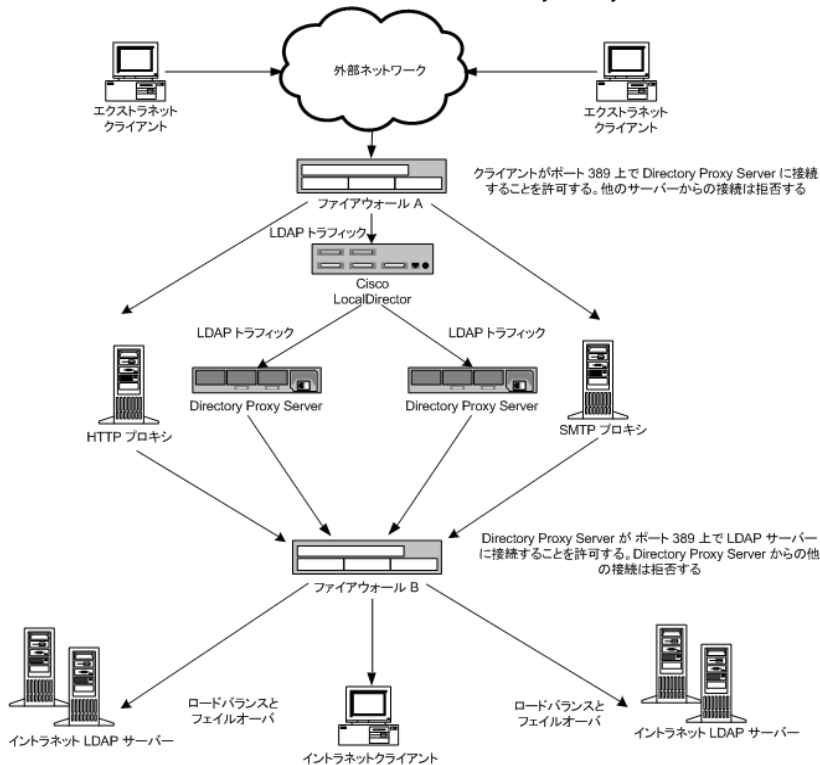 外部ネットワーク
エクストラネット
クライアント
エクストラネット
クライアント
クライアントがポート 389 上で Directory Proxy Server に接続
することを許可する。他のサーバーからの接続は拒否する
ファイアウォール A
LDAP トラフィック
Cisco
LocalDirector
LDAP トラフィック
LDAP トラフィック
Directory Proxy Server
Directory Proxy Server
HTTP プロキシ
SMTP プロキシ
Directory Proxy Server が ポート 389 上で LDAP サーバー
に接続することを許可する。Directory Proxy Server からの他
の接続は拒否する
ファイアウォール B
ロードバランスと
フェイルオーバ
ロードバランスと
フェイルオーバ
イントラネット LDAP サーバー
イントラネットクライアント
イントラネット LDAP サーバー